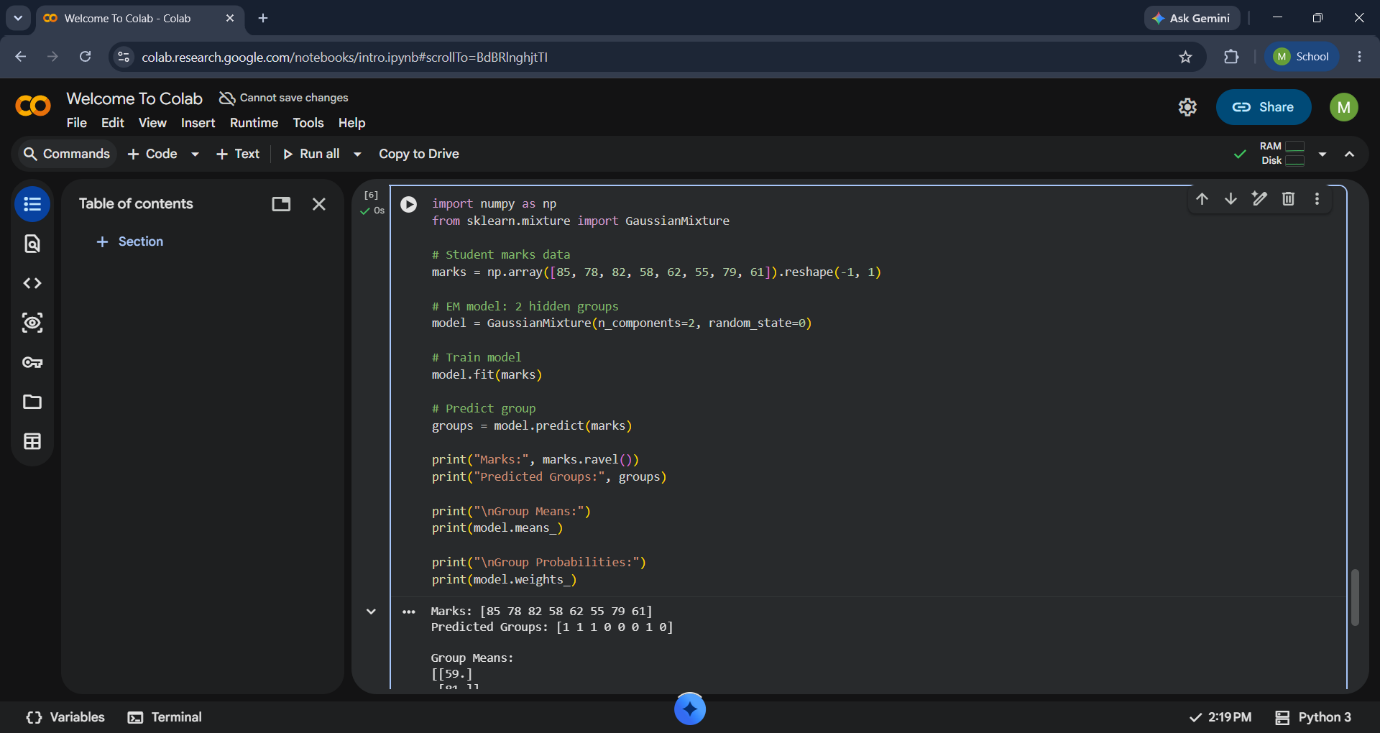 Welcome To Colab - Colab
Ask Gemini
colab.research.google.com/notebooks/intro.ipynb#scrollTo=BdBRlnghjtTI
M School
Welcome To Colab Cannot save changes
File Edit View Insert Runtime Tools Help
Share
M
Commands + Code + Text Run all Copy to Drive
RAM
Disk
Table of contents
+ Section
[6]
0s
import numpy as np
from sklearn.mixture import GaussianMixture
# Student marks data
marks = np.array([85, 78, 82, 58, 62, 55, 79, 61]).reshape(-1, 1)
# EM model: 2 hidden groups
model = GaussianMixture(n_components=2, random_state=0)
# Train model
model.fit(marks)
# Predict group
groups = model.predict(marks)
print("Marks:", marks.ravel())
print("Predicted Groups:", groups)
print("\nGroup Means:")
print(model.means_)
print("\nGroup Probabilities:")
print(model.weights_)
Marks: [85 78 82 58 62 55 79 61]
Predicted Groups: [1 1 1 0 0 0 1 0]
Group Means:
[[59.]
[81.]]
{} Variables Terminal
2:19 PM Python 3